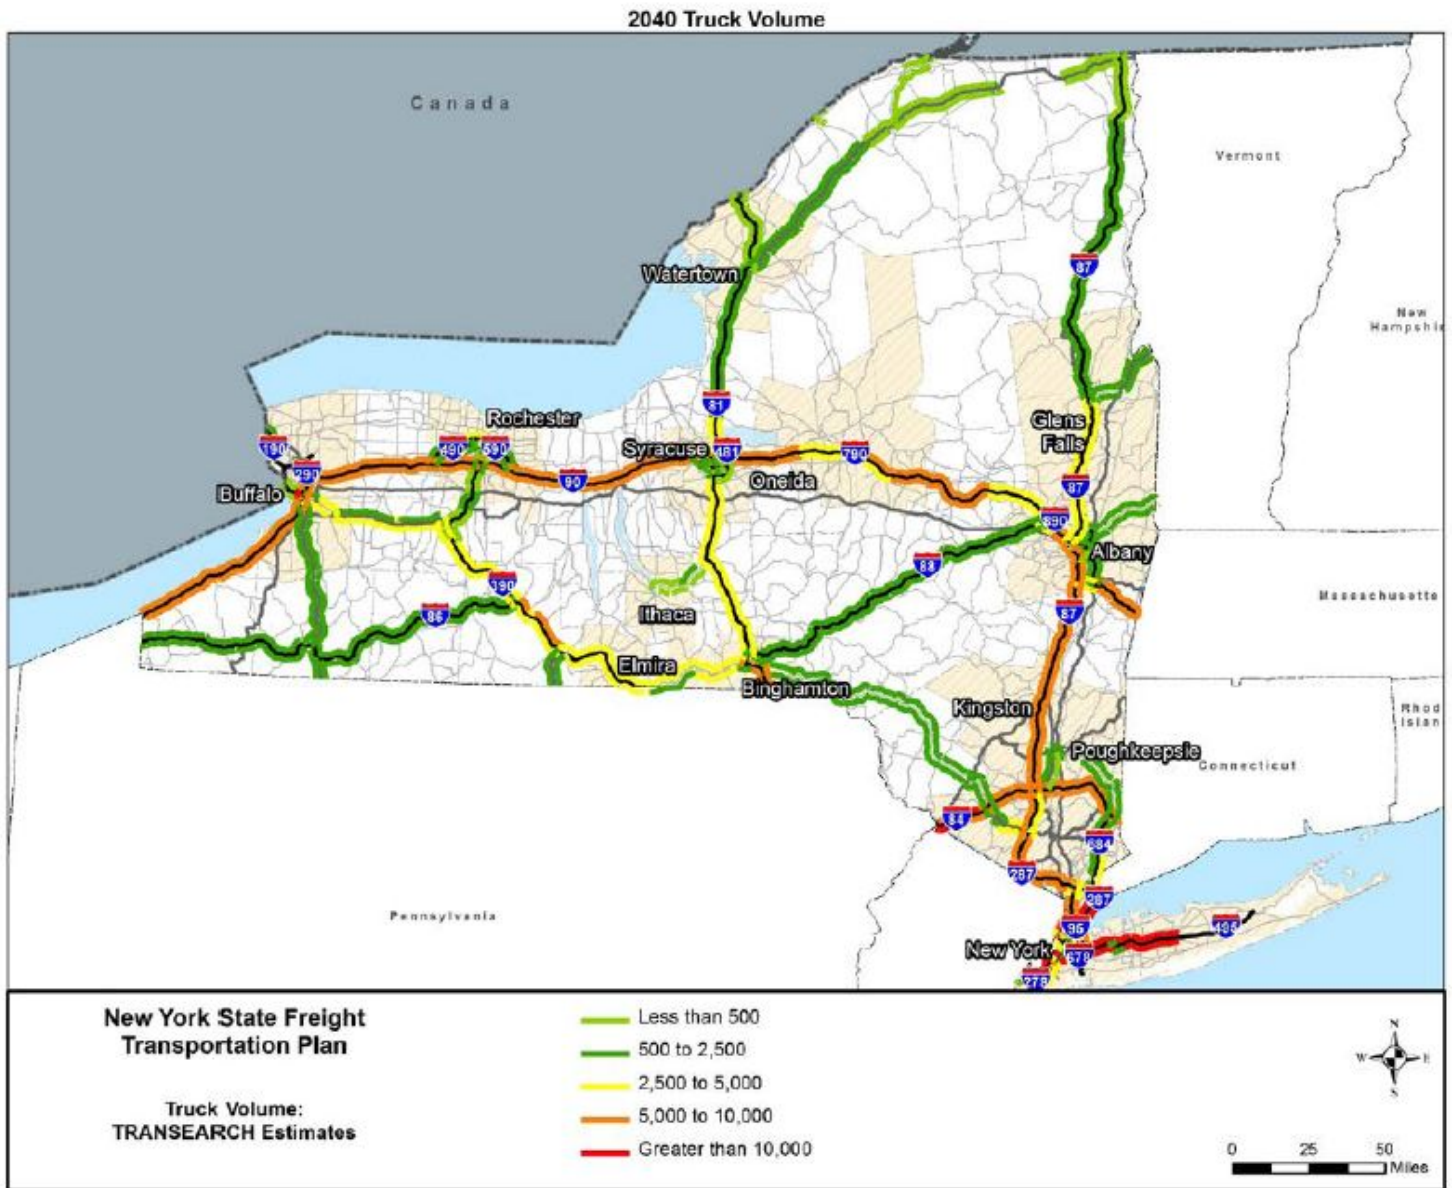 2040 Truck Volume
Canada
Vermont
New
Hampshire
Watertown
87
81
Rochester
Glens
Falls
190
490
590
Syracuse
481
790
290
90
Oneida
87
Buffalo
890
Albany
88
390
Massachusetts
86
Ithaca
87
Elmira
Binghamton
Kingston
Rhod
Islan
Poughkeepsie
Connecticut
84
684
287
287
Pennsylvania
95
495
New York
678
278
New York State Freight
Transportation Plan
Truck Volume:
TRANSEARCH Estimates
Less than 500
500 to 2,500
2,500 to 5,000
5,000 to 10,000
Greater than 10,000
N
W
E
S
0 25 50
Miles